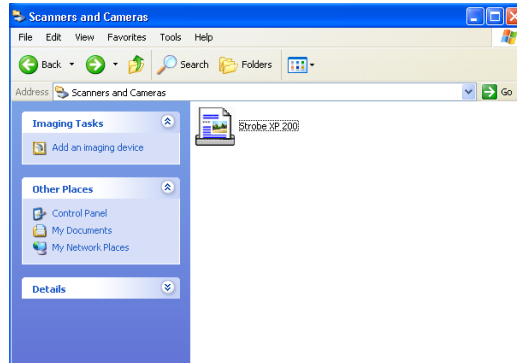 Scanners and Cameras
File Edit View Favorites Tools Help
Back Search Folders
Address Scanners and Cameras Go
Imaging Tasks
Add an imaging device
Strobe XP 200
Other Places
Control Panel
My Documents
My Network Places
Details